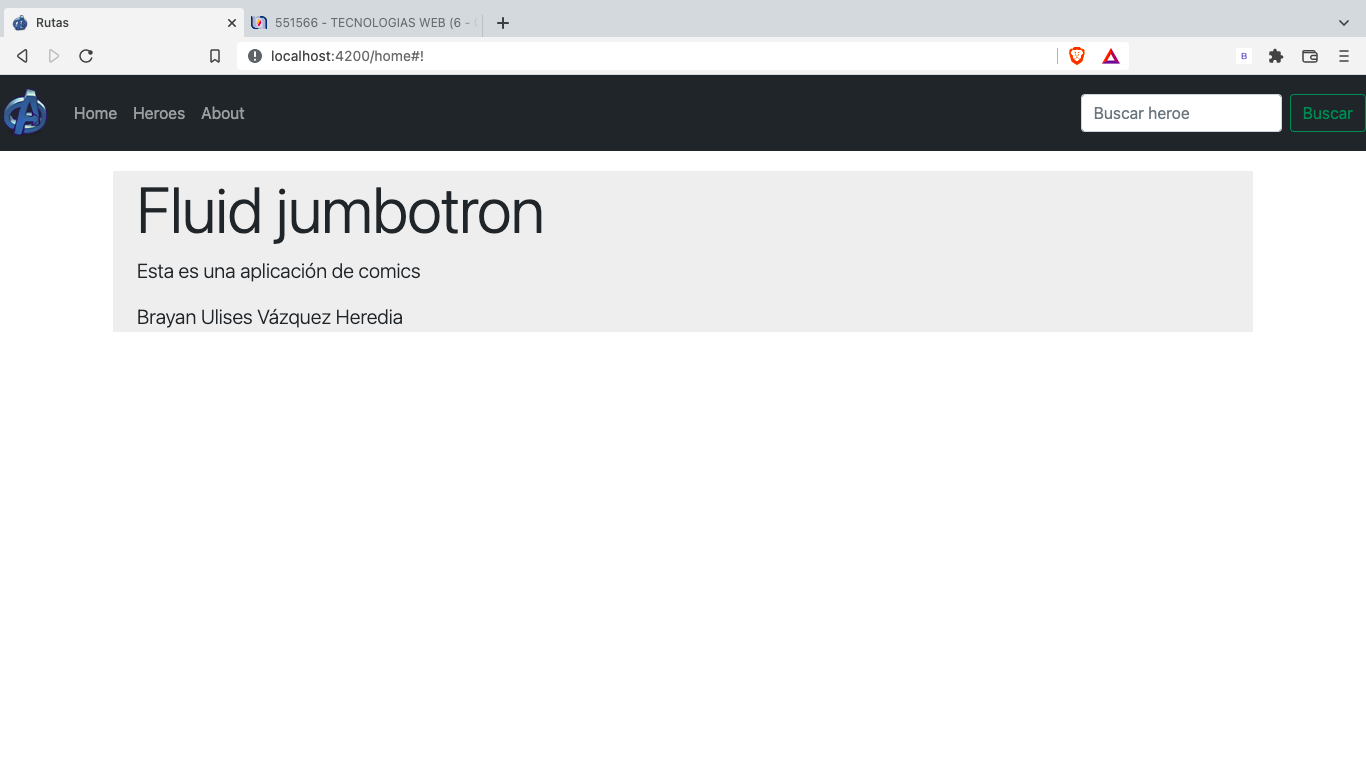 Rutas
551566 - TECNOLOGIAS WEB (6 -
localhost:4200/home#!
B
Home Heroes About
Buscar heroe
Buscar
Fluid jumbotron
Esta es una aplicación de comics
Brayan Ulises Vázquez Heredia